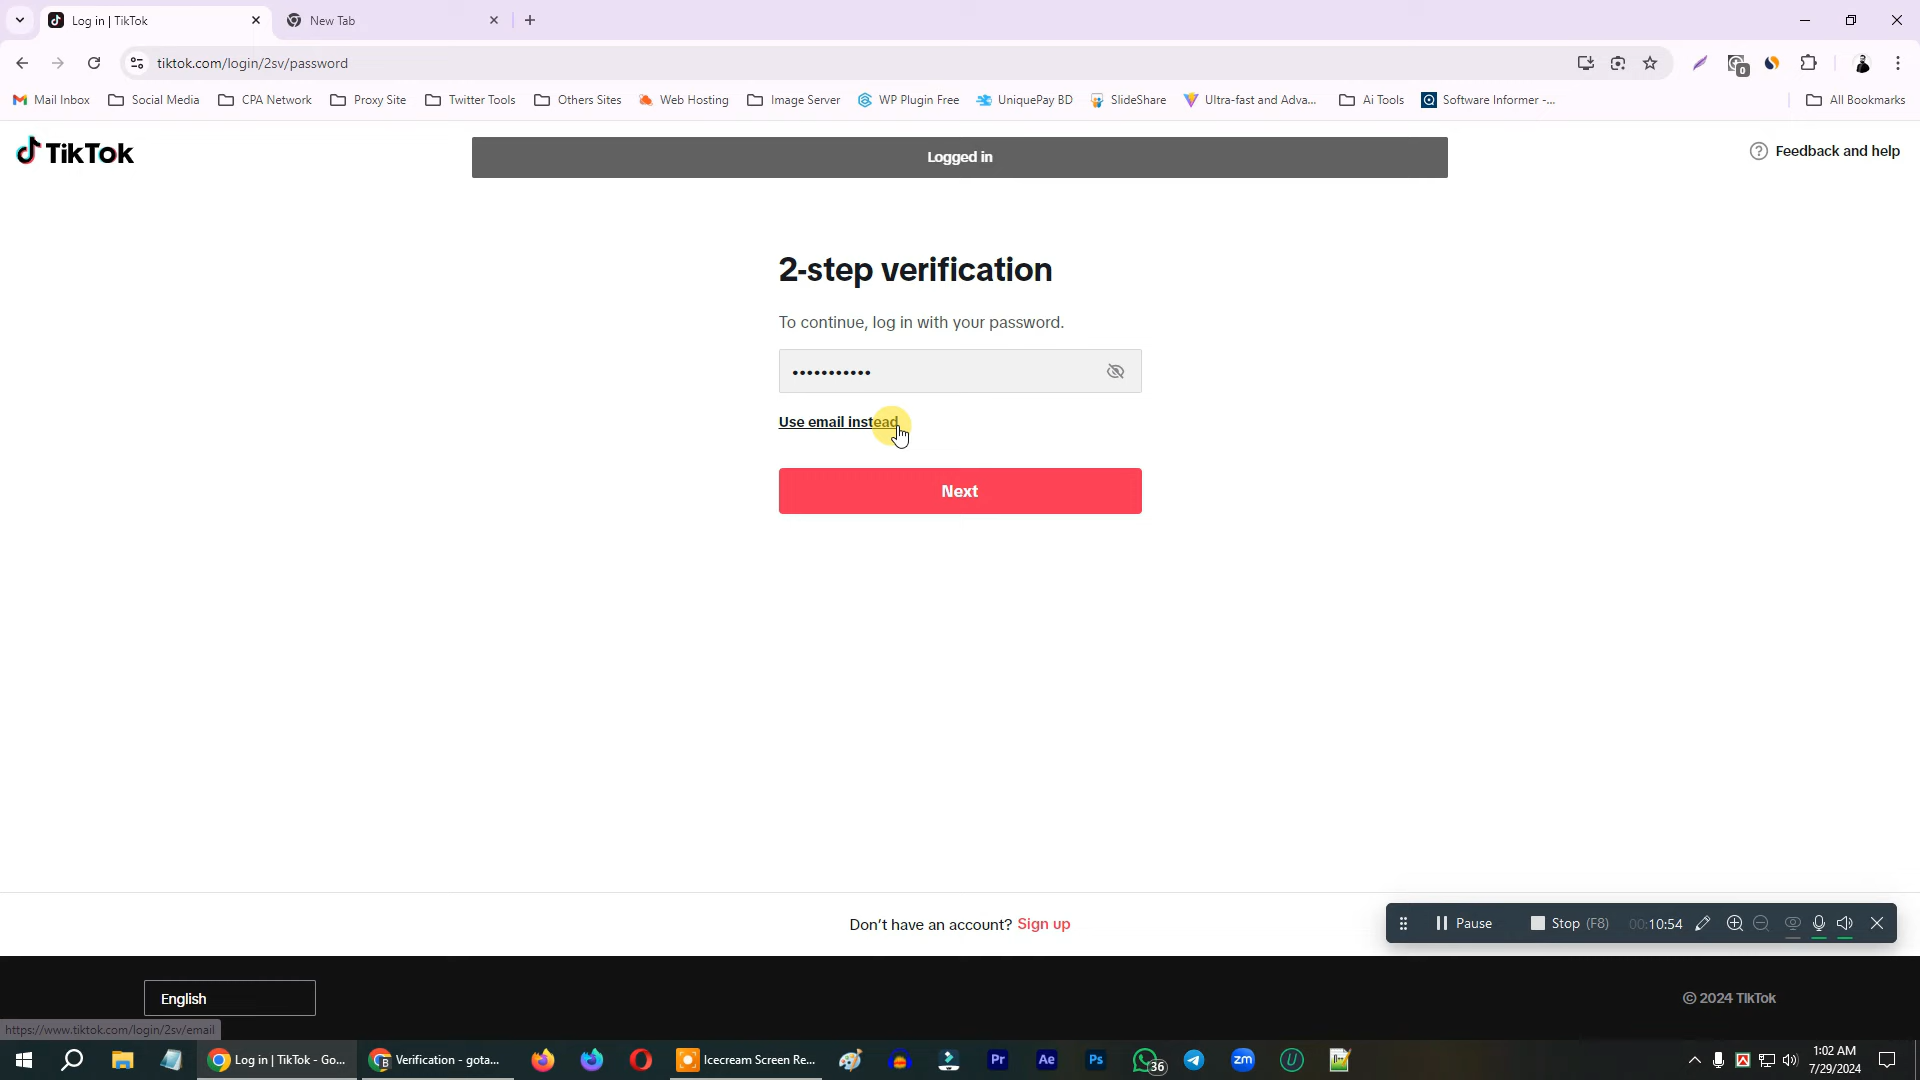 Log in | TikTok
New Tab
tiktok.com/login/2sv/password
Mail Inbox
Social Media
CPA Network
Proxy Site
Twitter Tools
Others Sites
Web Hosting
Image Server
WP Plugin Free
UniquePay BD
SlideShare
Ultra-fast and Adva...
Ai Tools
Software Informer -...
All Bookmarks
TikTok
Logged in
Feedback and help
2-step verification
To continue, log in with your password.
•••••••••••
Use email instead
Next
Don't have an account? Sign up
Pause
Stop (F8)
00:10:54
English
© 2024 TikTok
https://www.tiktok.com/login/2sv/email
Log in | TikTok - Go...
Verification - gota...
Icecream Screen Re...
Pr
Ae
Ps
36
zm
U
1:02 AM
7/29/2024
0